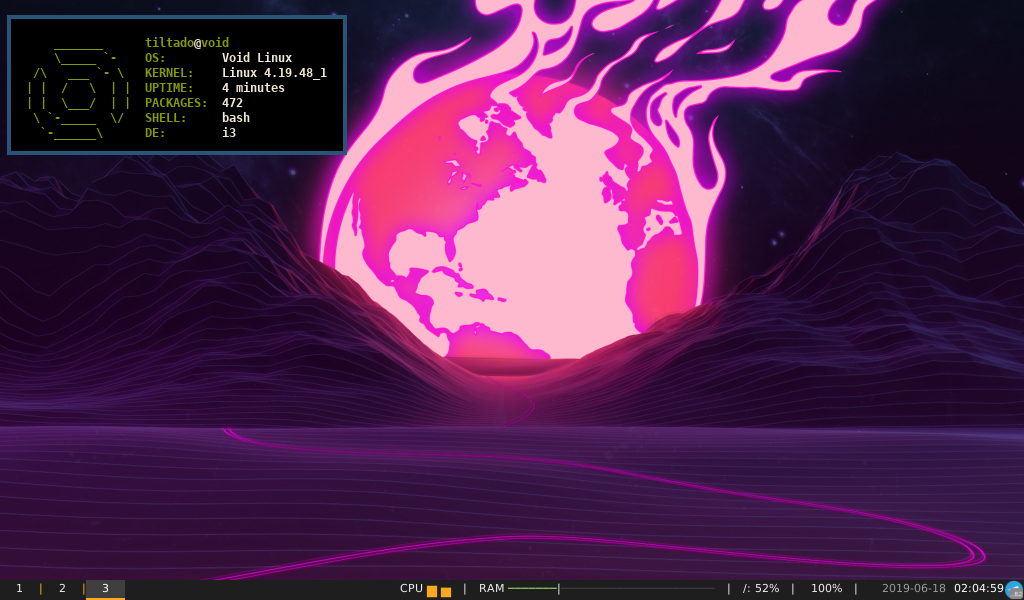 tiltado@void
OS: Void Linux
KERNEL: Linux 4.19.48_1
UPTIME: 4 minutes
PACKAGES: 472
SHELL: bash
DE: i3
1 | 2 | 3 CPU | RAM | | /: 52% | 100% | 2019-06-18 02:04:59 82